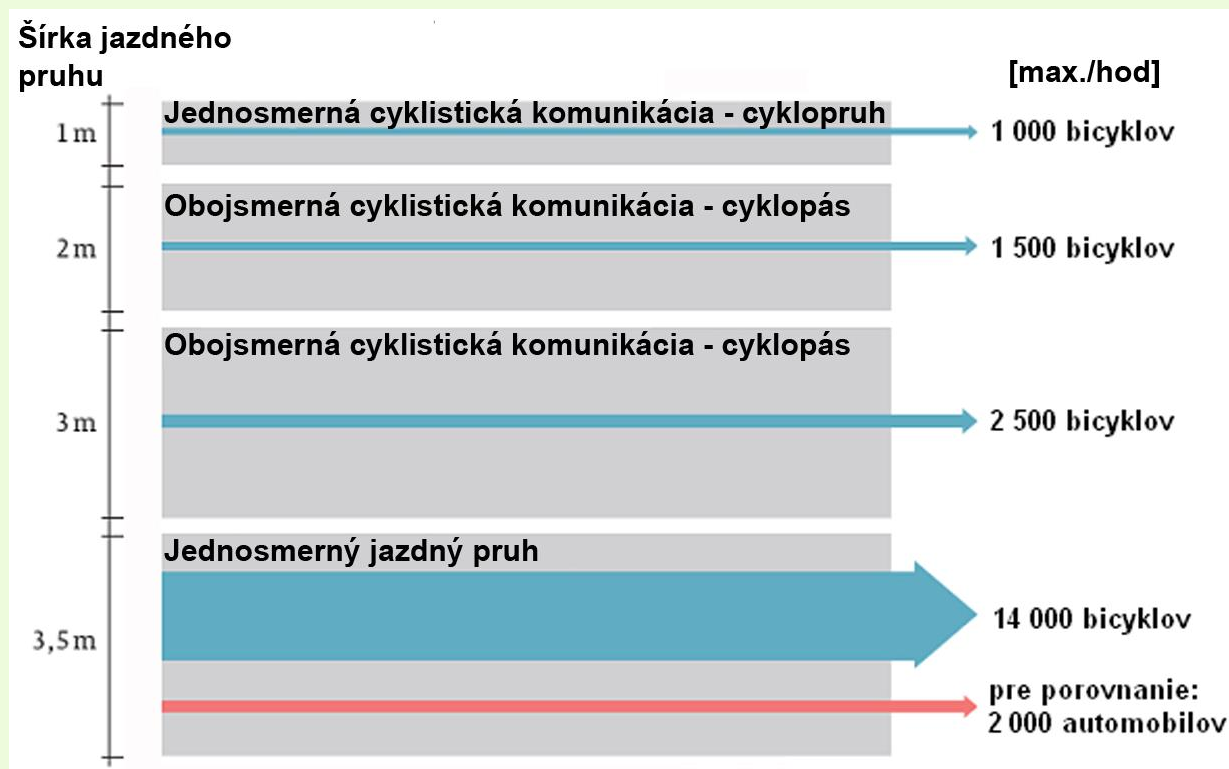 Šírka jazdného
pruhu
[max./hod]
1 m
Jednosmerná cyklistická komunikácia - cyklopruh
1 000 bicyklov
2 m
Obojsmerná cyklistická komunikácia - cyklopás
1 500 bicyklov
3 m
Obojsmerná cyklistická komunikácia - cyklopás
2 500 bicyklov
3,5 m
Jednosmerný jazdný pruh
14 000 bicyklov
pre porovnanie:
2 000 automobilov